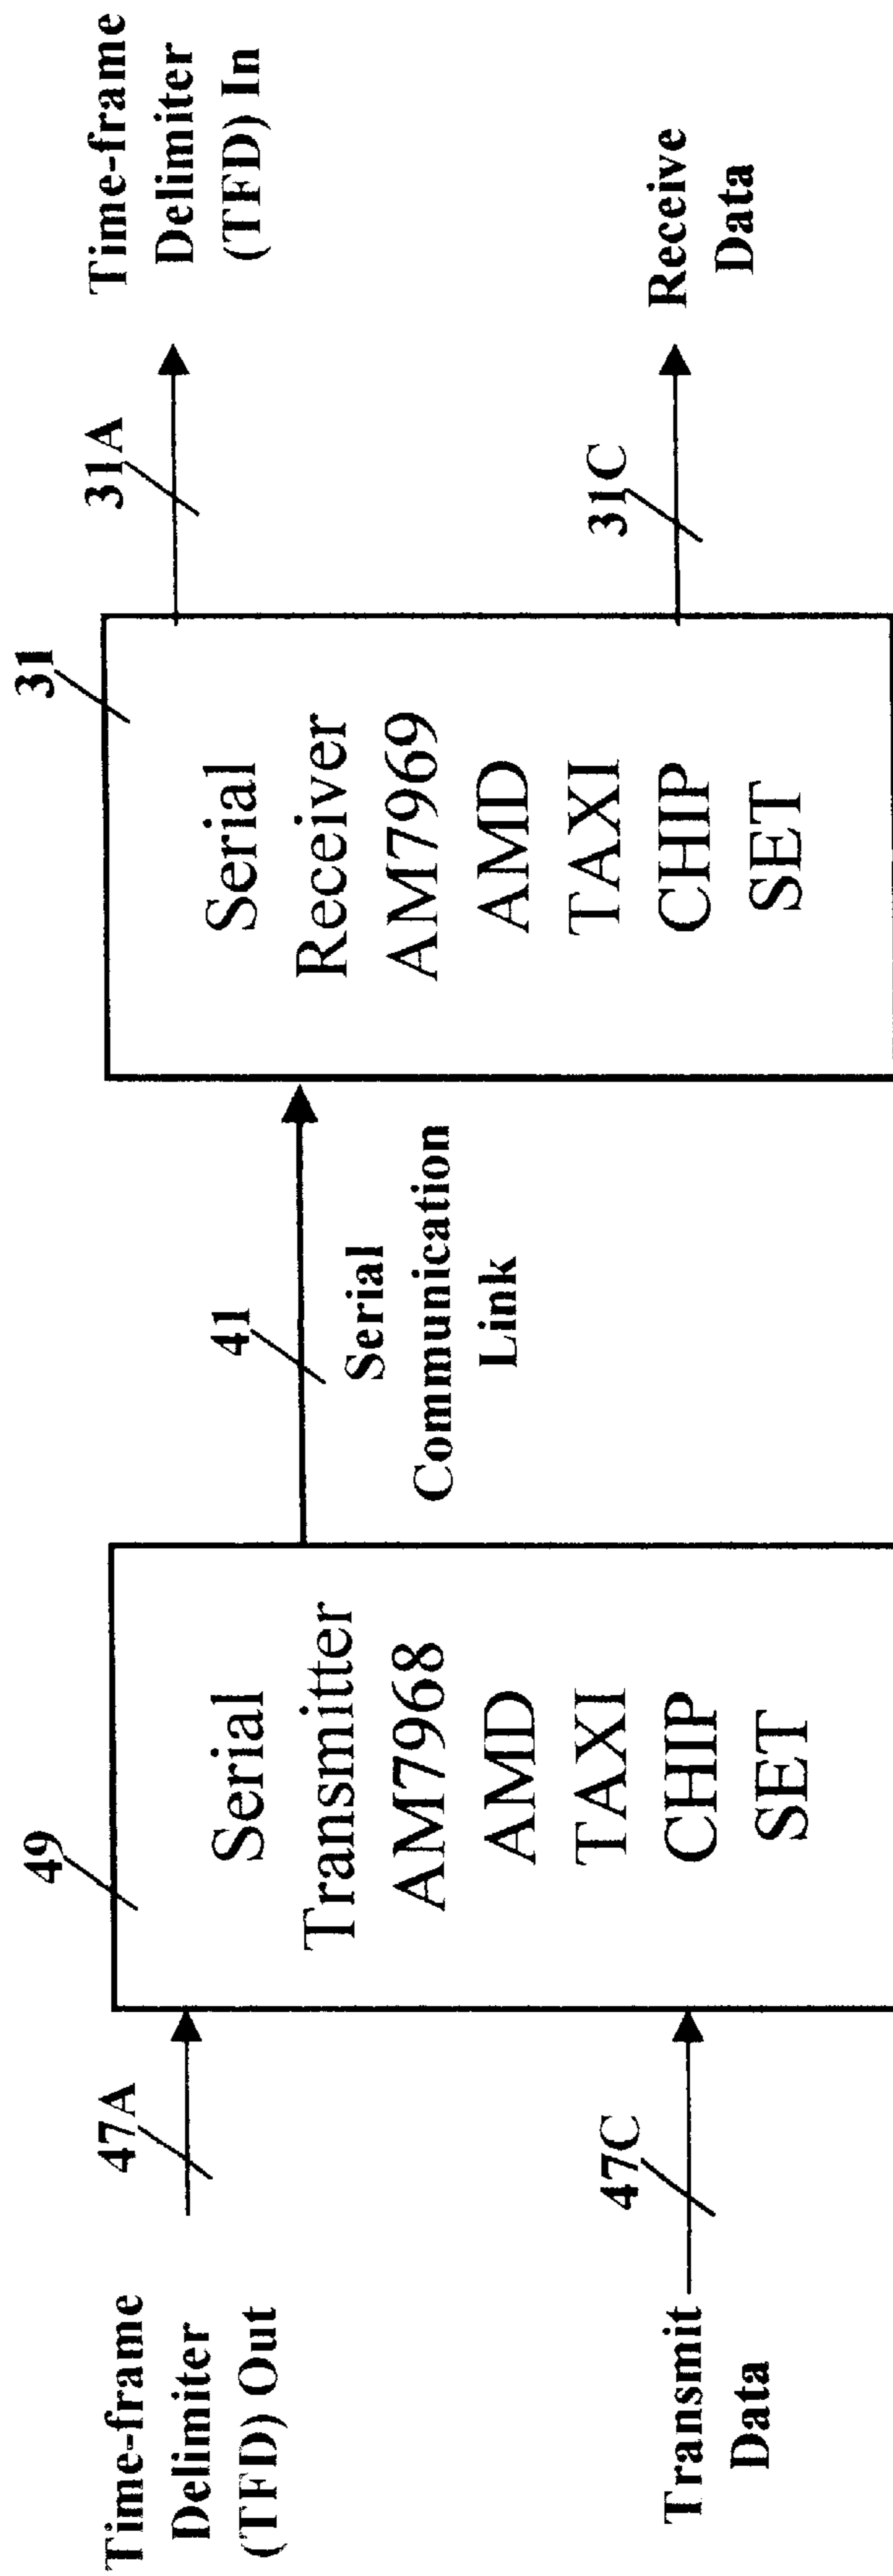 Time-frame
Delimiter
(TFD) Out
47A
Transmit
Data
47C
49
Serial
Transmitter
AM7968
AMD
TAXI
CHIP
SET
41
Serial
Communication
Link
31
Serial
Receiver
AM7969
AMD
TAXI
CHIP
SET
31A
Time-frame
Delimiter
(TFD) In
31C
Receive
Data